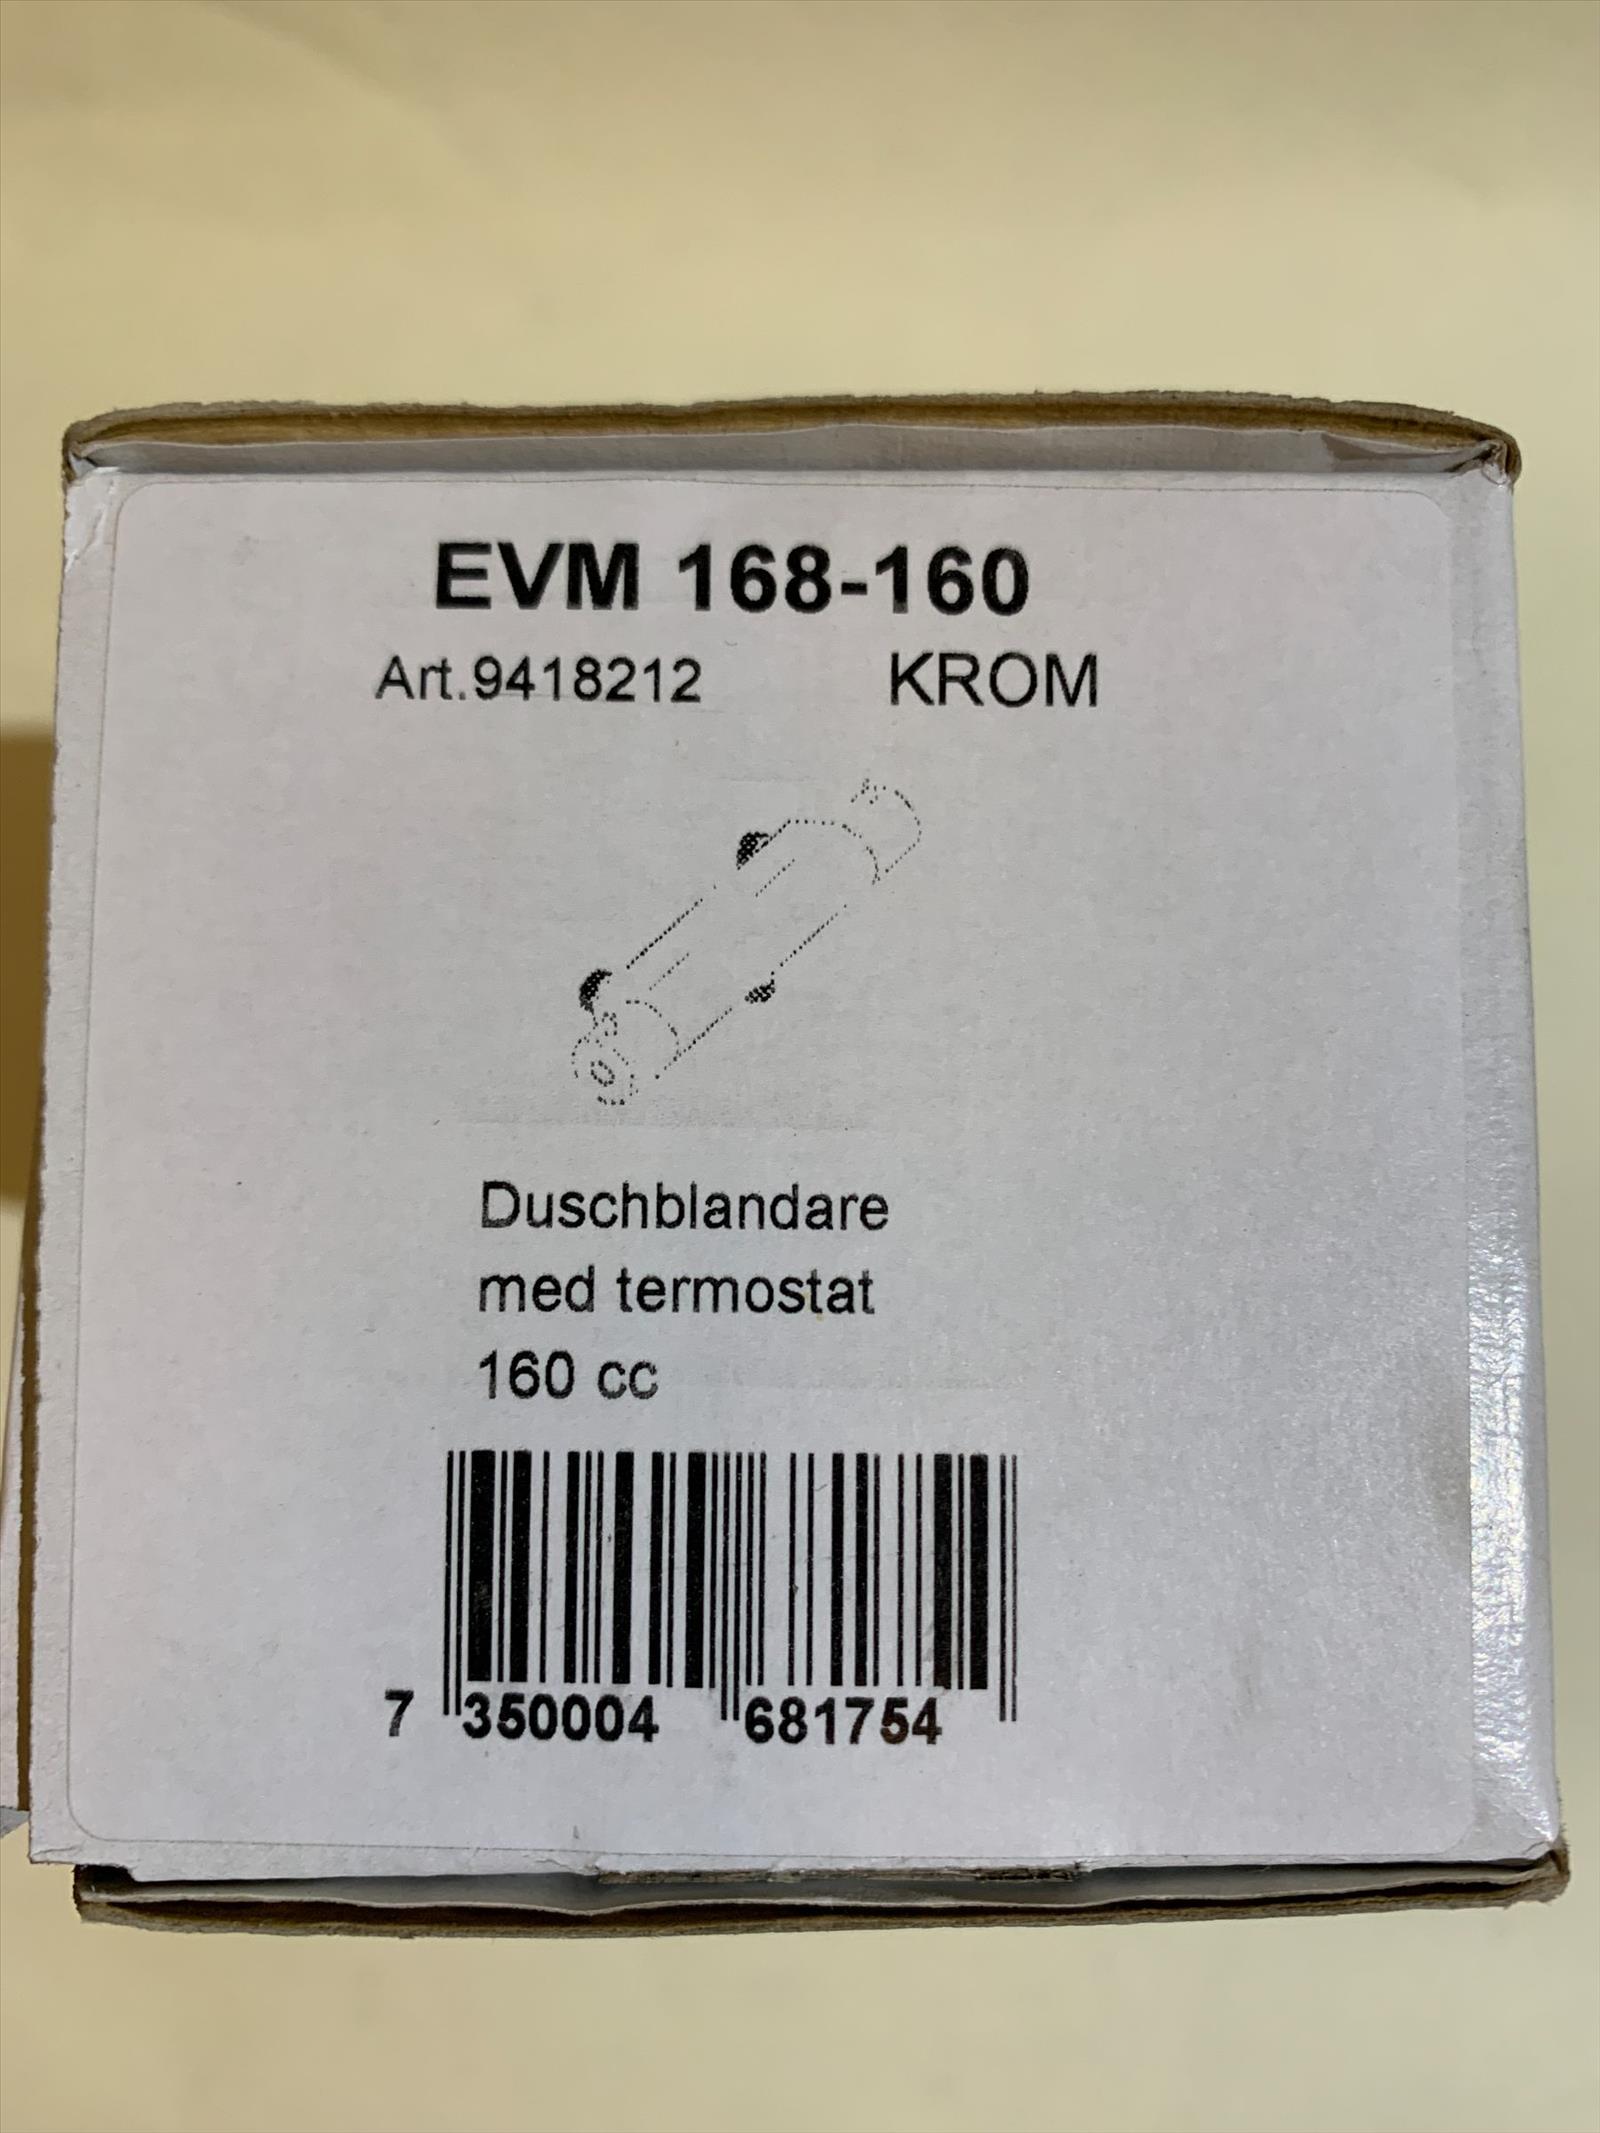 EVM 168-160
Art.9418212 KROM
Duschblandare
med termostat
160 cc
7 350004 681754